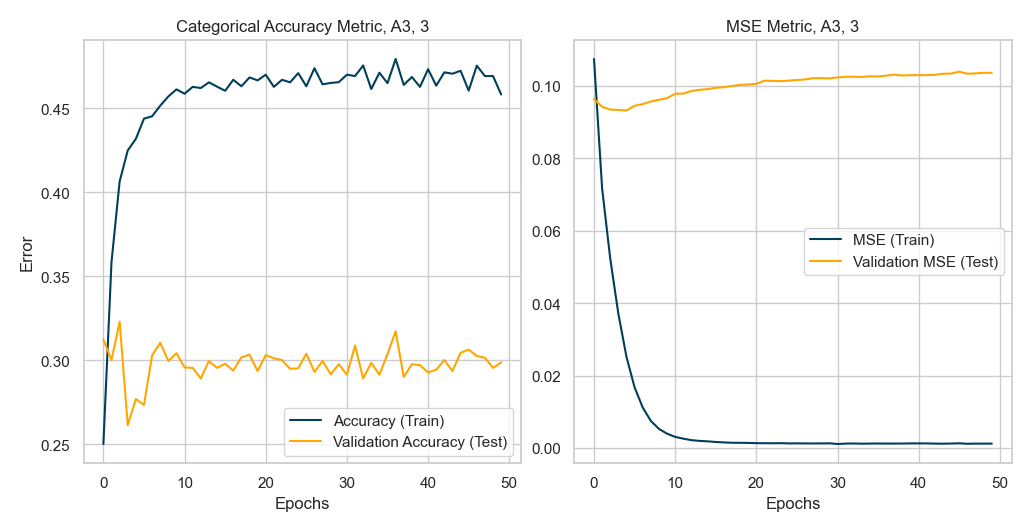 Categorical Accuracy Metric, A3, 3
Error
0.45
0.40
0.35
0.30
0.25
Accuracy (Train)
Validation Accuracy (Test)
0 10 20 30 40 50
Epochs
MSE Metric, A3, 3
0.10
0.08
0.06
0.04
0.02
0.00
MSE (Train)
Validation MSE (Test)
0 10 20 30 40 50
Epochs